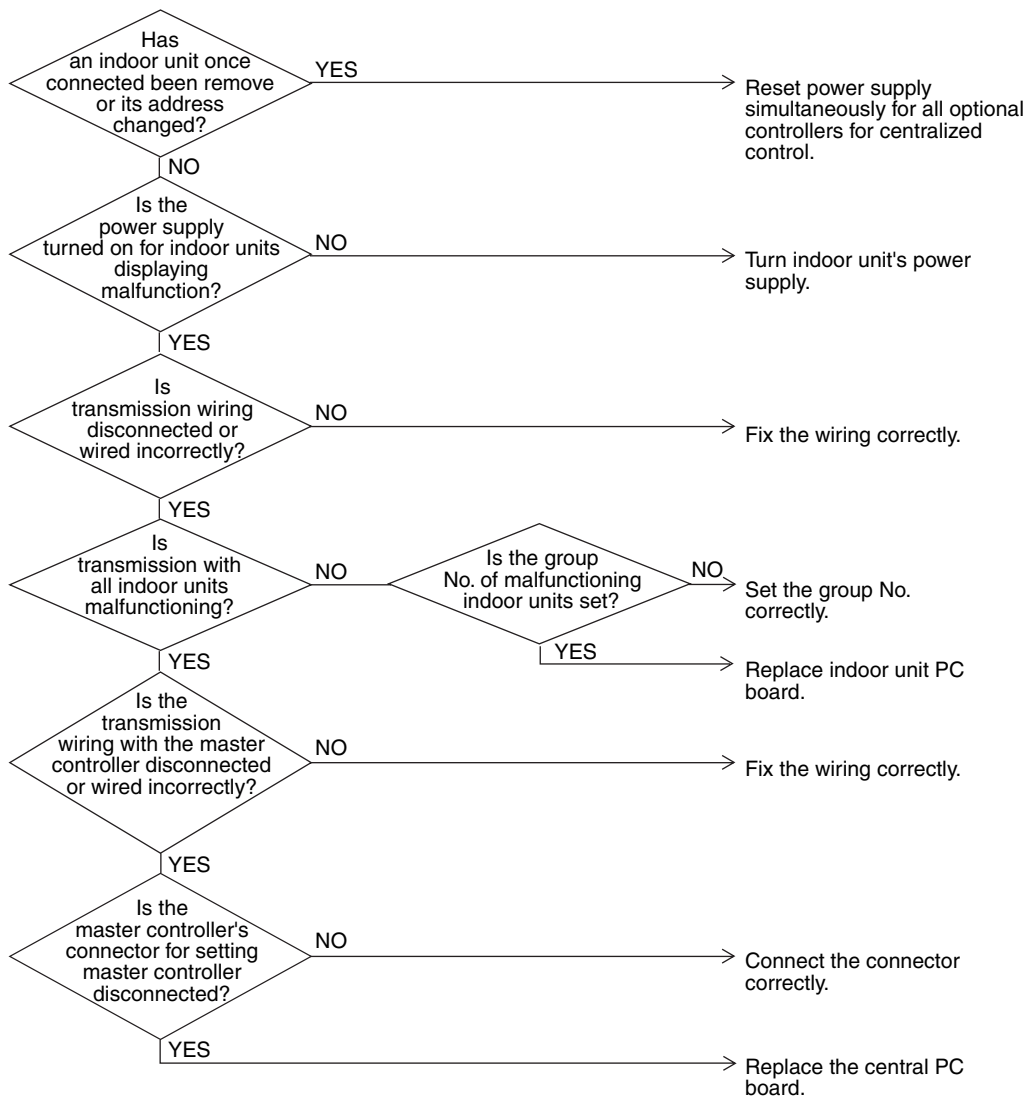 Has
an indoor unit once
connected been remove
or its address
changed?
YES
Reset power supply
simultaneously for all optional
controllers for centralized
control.
NO
Is the
power supply
turned on for indoor units
displaying
malfunction?
NO
Turn indoor unit's power
supply.
YES
Is
transmission wiring
disconnected or
wired incorrectly?
NO
Fix the wiring correctly.
YES
Is
transmission with
all indoor units
malfunctioning?
NO
Is the group
No. of malfunctioning
indoor units set?
NO
Set the group No.
correctly.
YES
Replace indoor unit PC
board.
YES
Is the
transmission
wiring with the master
controller disconnected
or wired incorrectly?
NO
Fix the wiring correctly.
YES
Is the
master controller's
connector for setting
master controller
disconnected?
NO
Connect the connector
correctly.
YES
Replace the central PC
board.